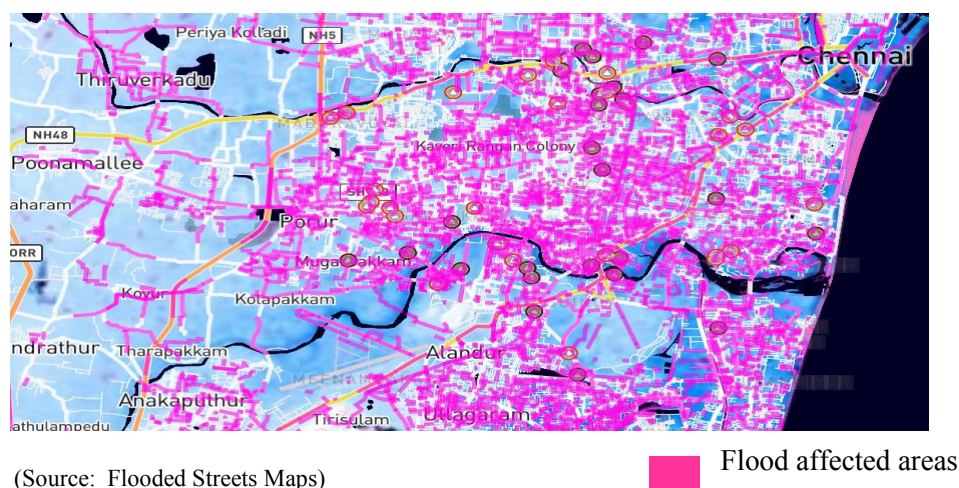 Periya Kolladi
NH5
Chennai
Thiruverkadu
NH48
Kaveri Rangan Colony
Poonamallee
aharam
Porur
ORR
Mugalivakkam
Kovur
Kolapakkam
ndrathur
Tharapakkam
Alandur
MEENAM
Anakaputhur
Ullagaram
Tirisulam
athulampedu
Flood affected areas
(Source: Flooded Streets Maps)